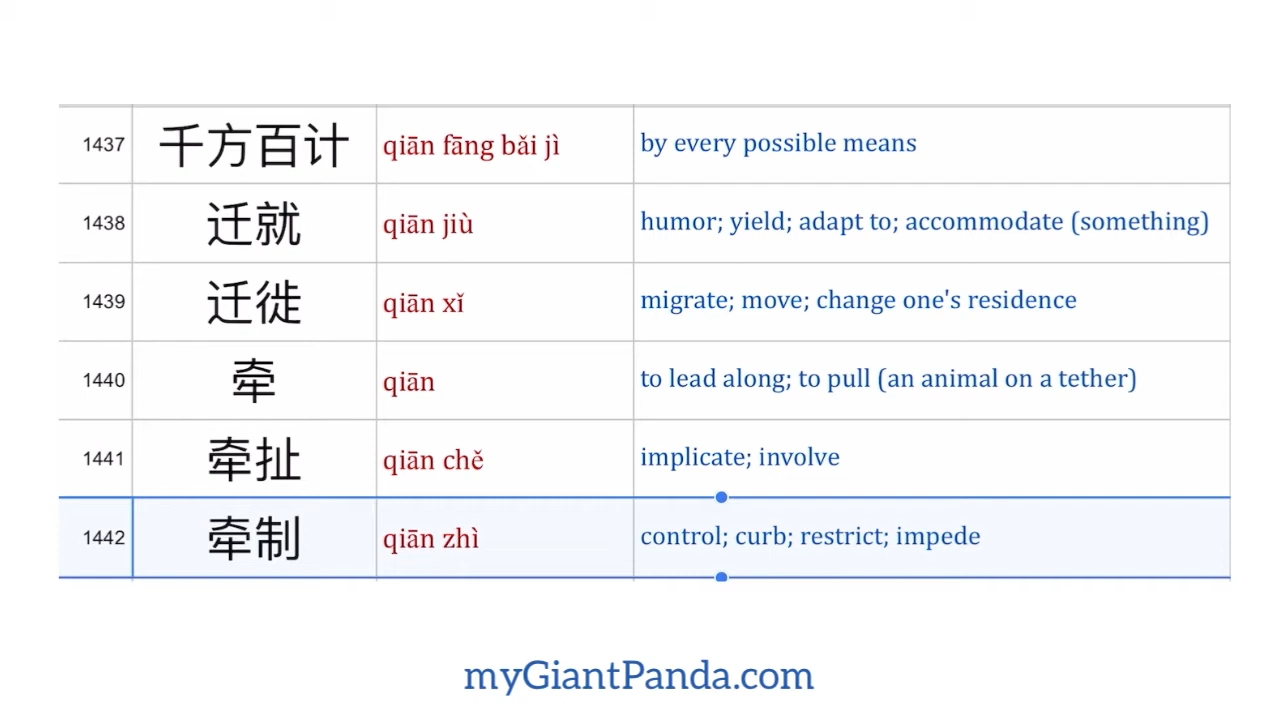 1437 千方百计 qiān fāng bǎi jì by every possible means
1438 迁就 qiān jiù humor; yield; adapt to; accommodate (something)
1439 迁徙 qiān xǐ migrate; move; change one's residence
1440 牵 qiān to lead along; to pull (an animal on a tether)
1441 牵扯 qiān chě implicate; involve
1442 牵制 qiān zhì control; curb; restrict; impede
myGiantPanda.com